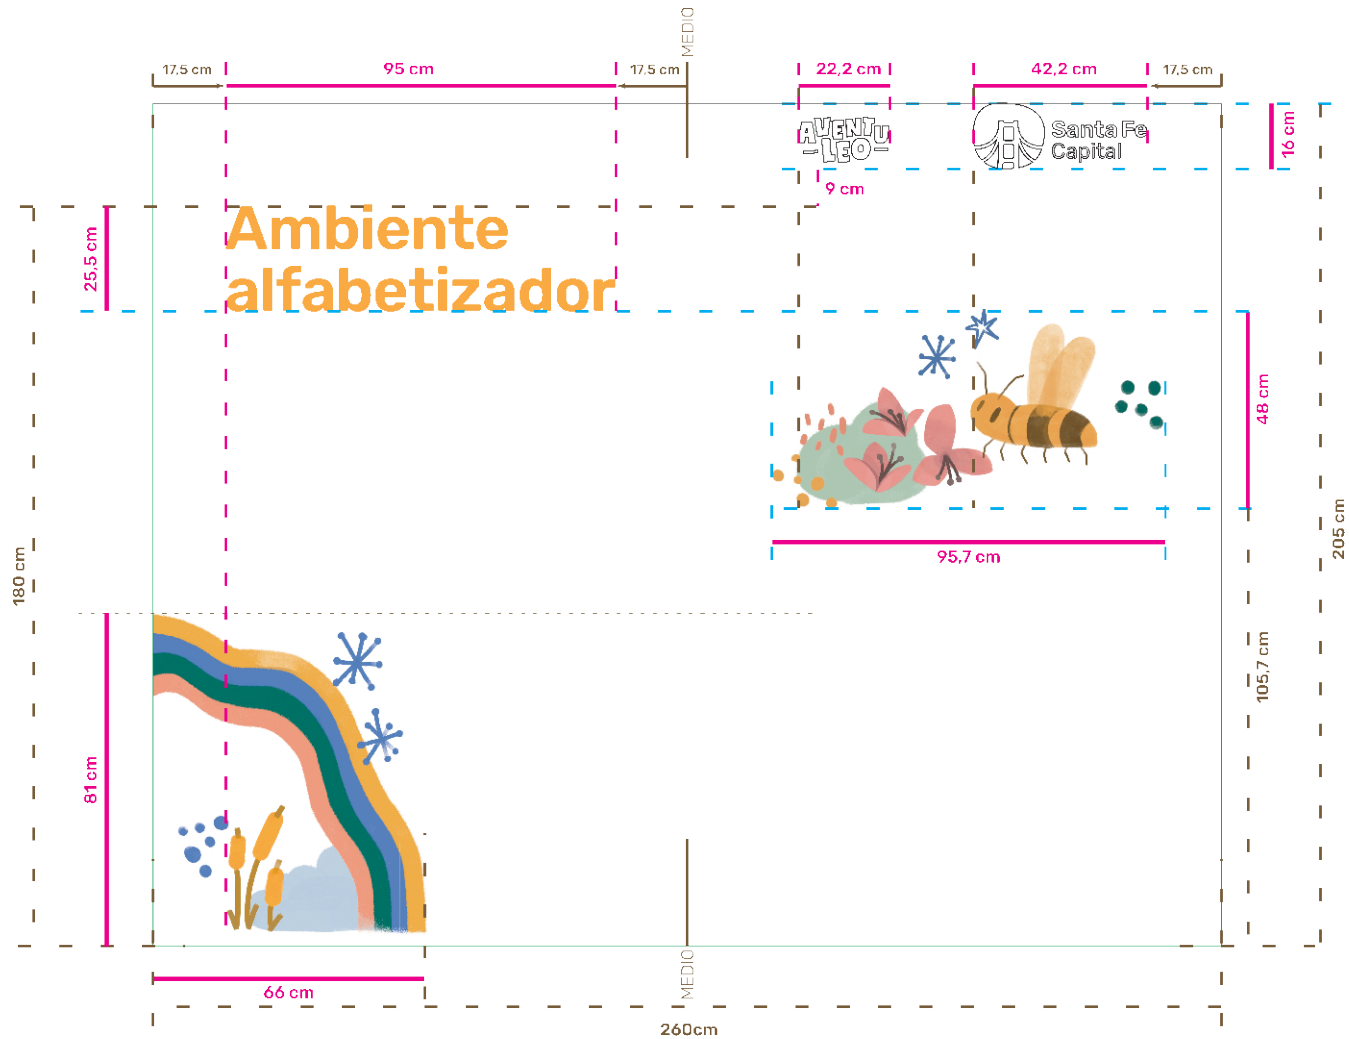 MEDIO
17,5 cm
95 cm
17,5 cm
22,2 cm
42,2 cm
17,5 cm
AVENTU
-LEO-
Santa Fe
Capital
16 cm
9 cm
Ambiente
alfabetizador
25,5 cm
48 cm
95,7 cm
180 cm
205 cm
105,7 cm
81 cm
MEDIO
66 cm
260cm